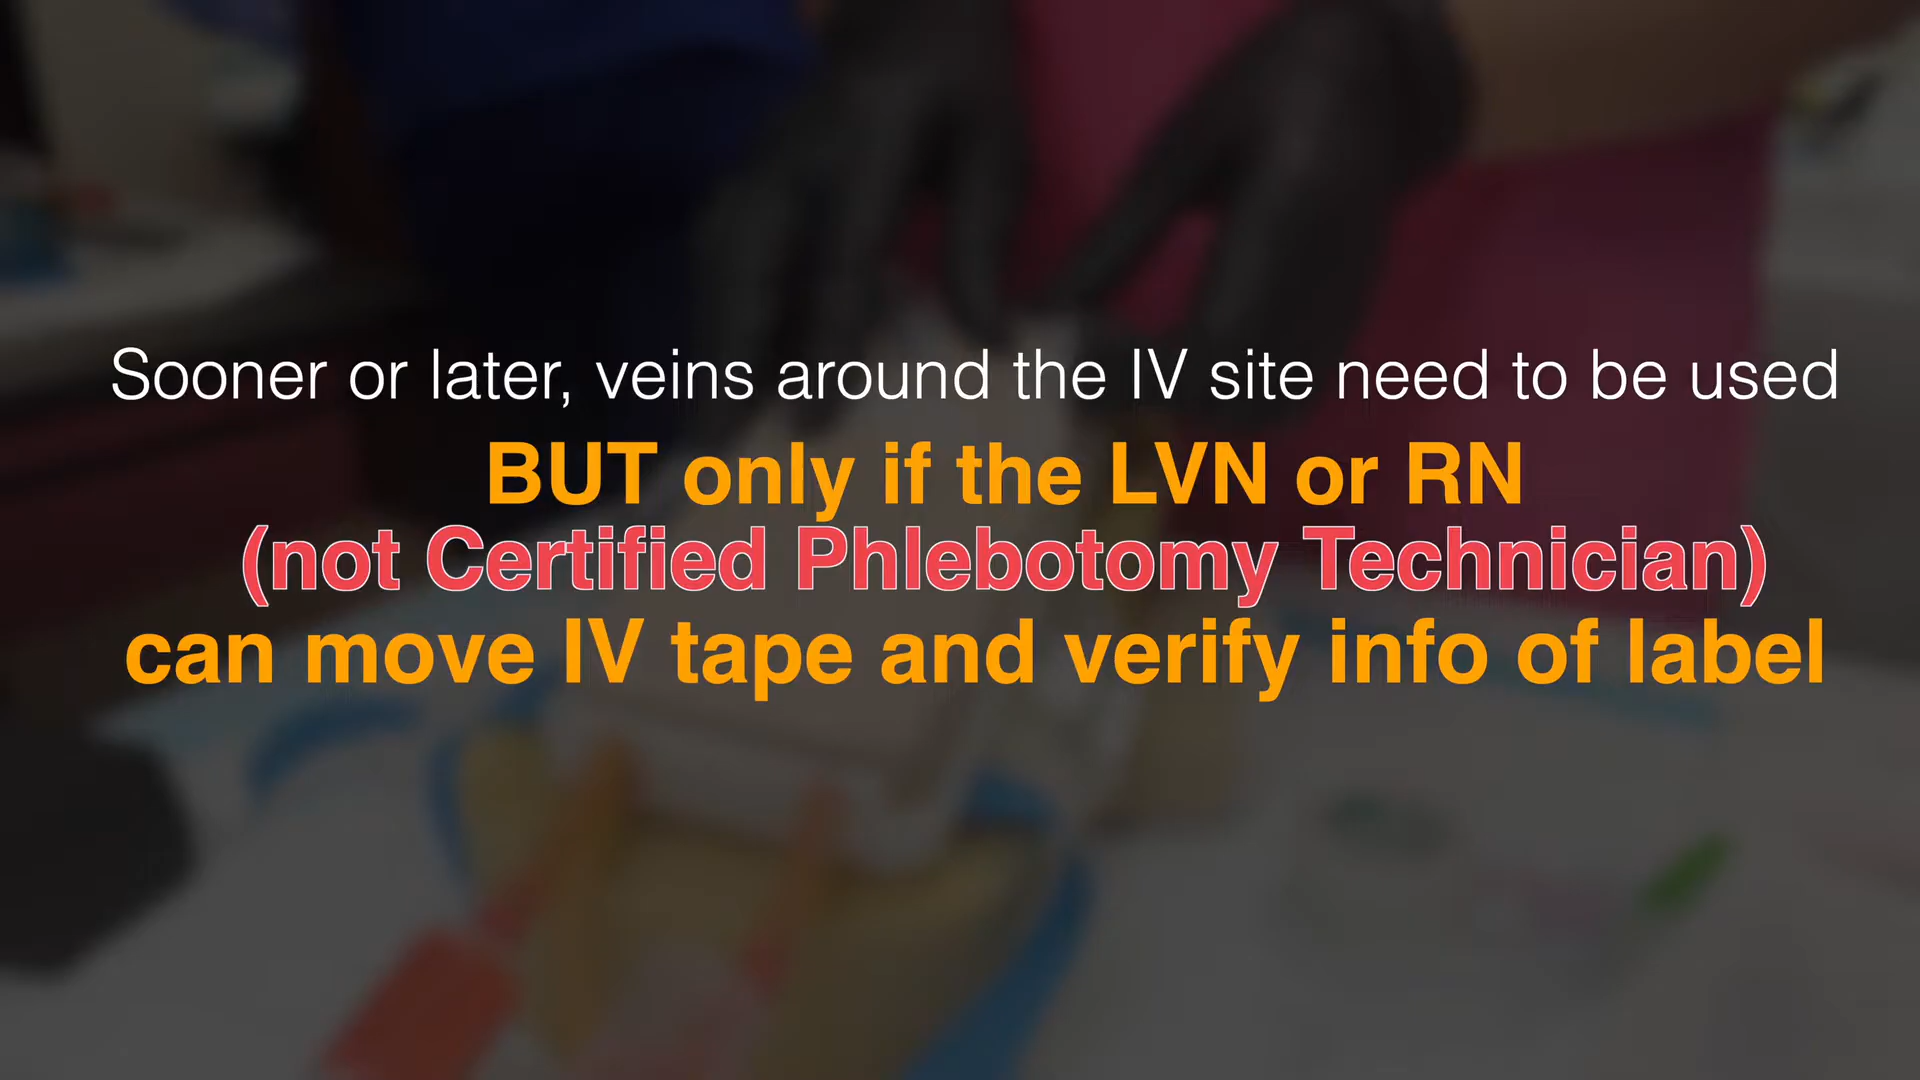 Sooner or later, veins around the IV site need to be used
BUT only if the LVN or RN
(not Certified Phlebotomy Technician)
can move IV tape and verify info of label